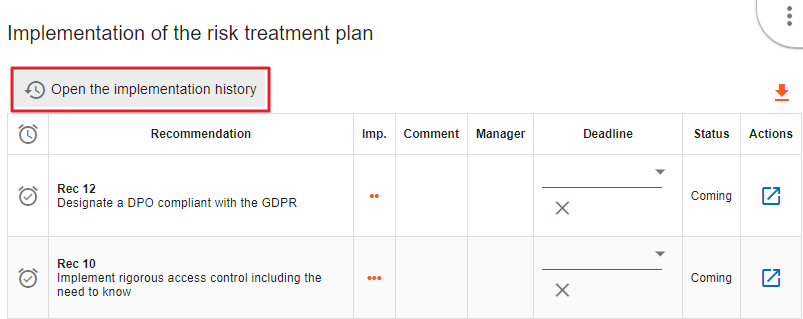 Implementation of the risk treatment plan
Open the implementation history
Recommendation Imp. Comment Manager Deadline Status Actions
Rec 12
Designate a DPO compliant with the GDPR
Coming
Rec 10
Implement rigorous access control including the
need to know
Coming